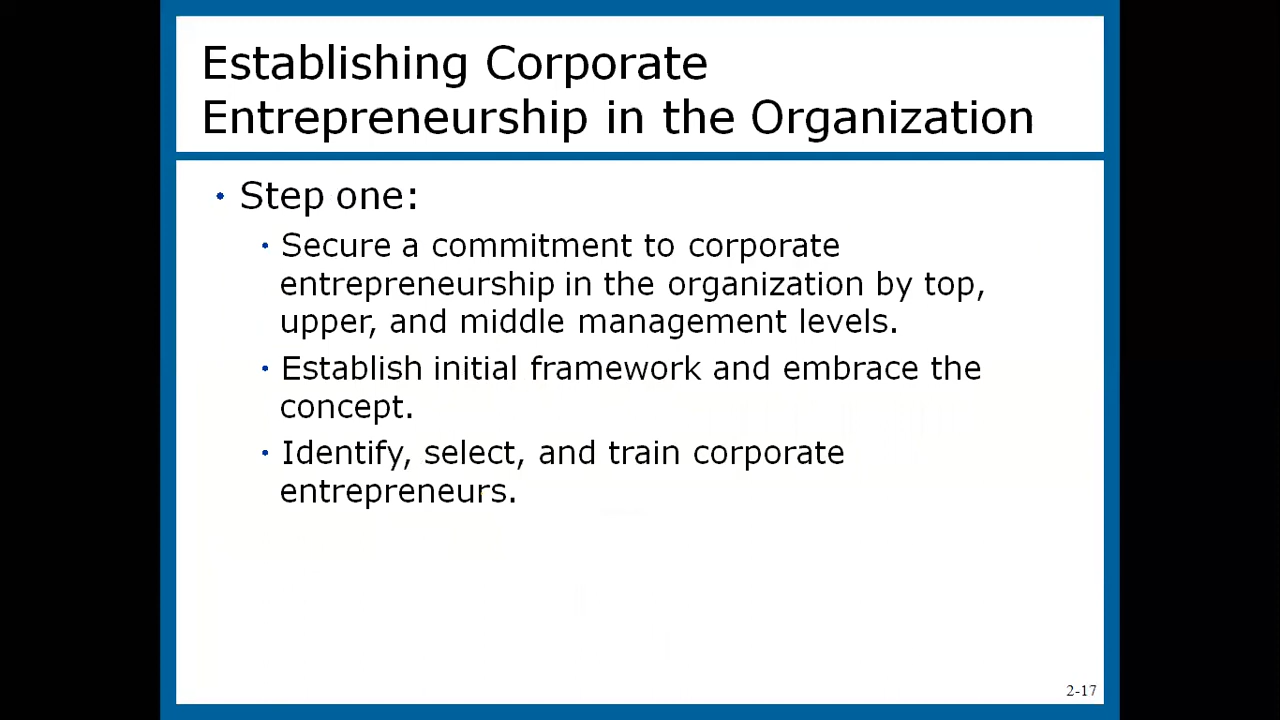 Establishing Corporate
Entrepreneurship in the Organization
• Step one:
• Secure a commitment to corporate
entrepreneurship in the organization by top,
upper, and middle management levels.
• Establish initial framework and embrace the
concept.
• Identify, select, and train corporate
entrepreneurs.
2-17